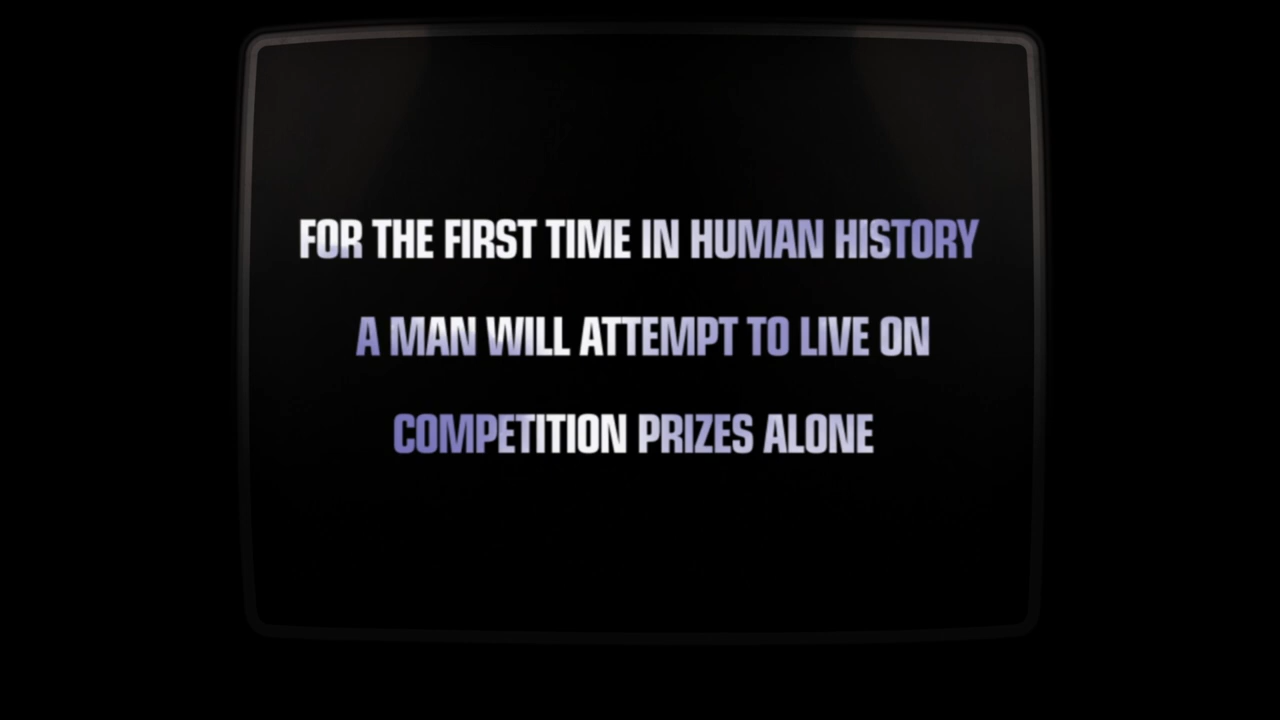 FOR THE FIRST TIME IN HUMAN HISTORY
A MAN WILL ATTEMPT TO LIVE ON
COMPETITION PRIZES ALONE